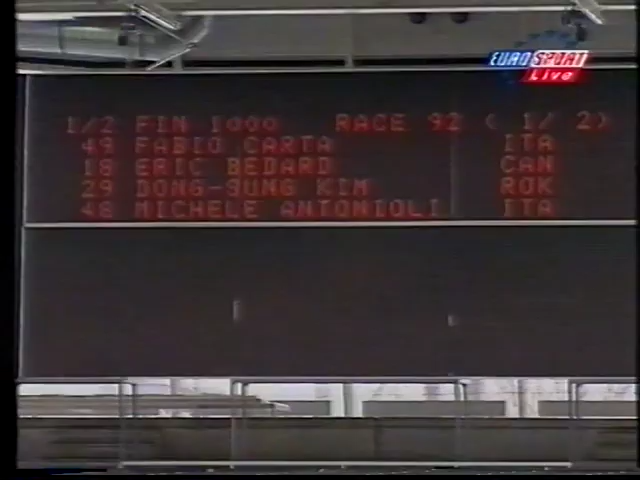 EUROSPORT
Live
1/2 FIN 1000 RACE 92 ( 1/ 2)
49 FABIO CARTA ITA
18 ERIC BEDARD CAN
29 DONG-SUNG KIM ROK
48 MICHELE ANTONIOLI ITA